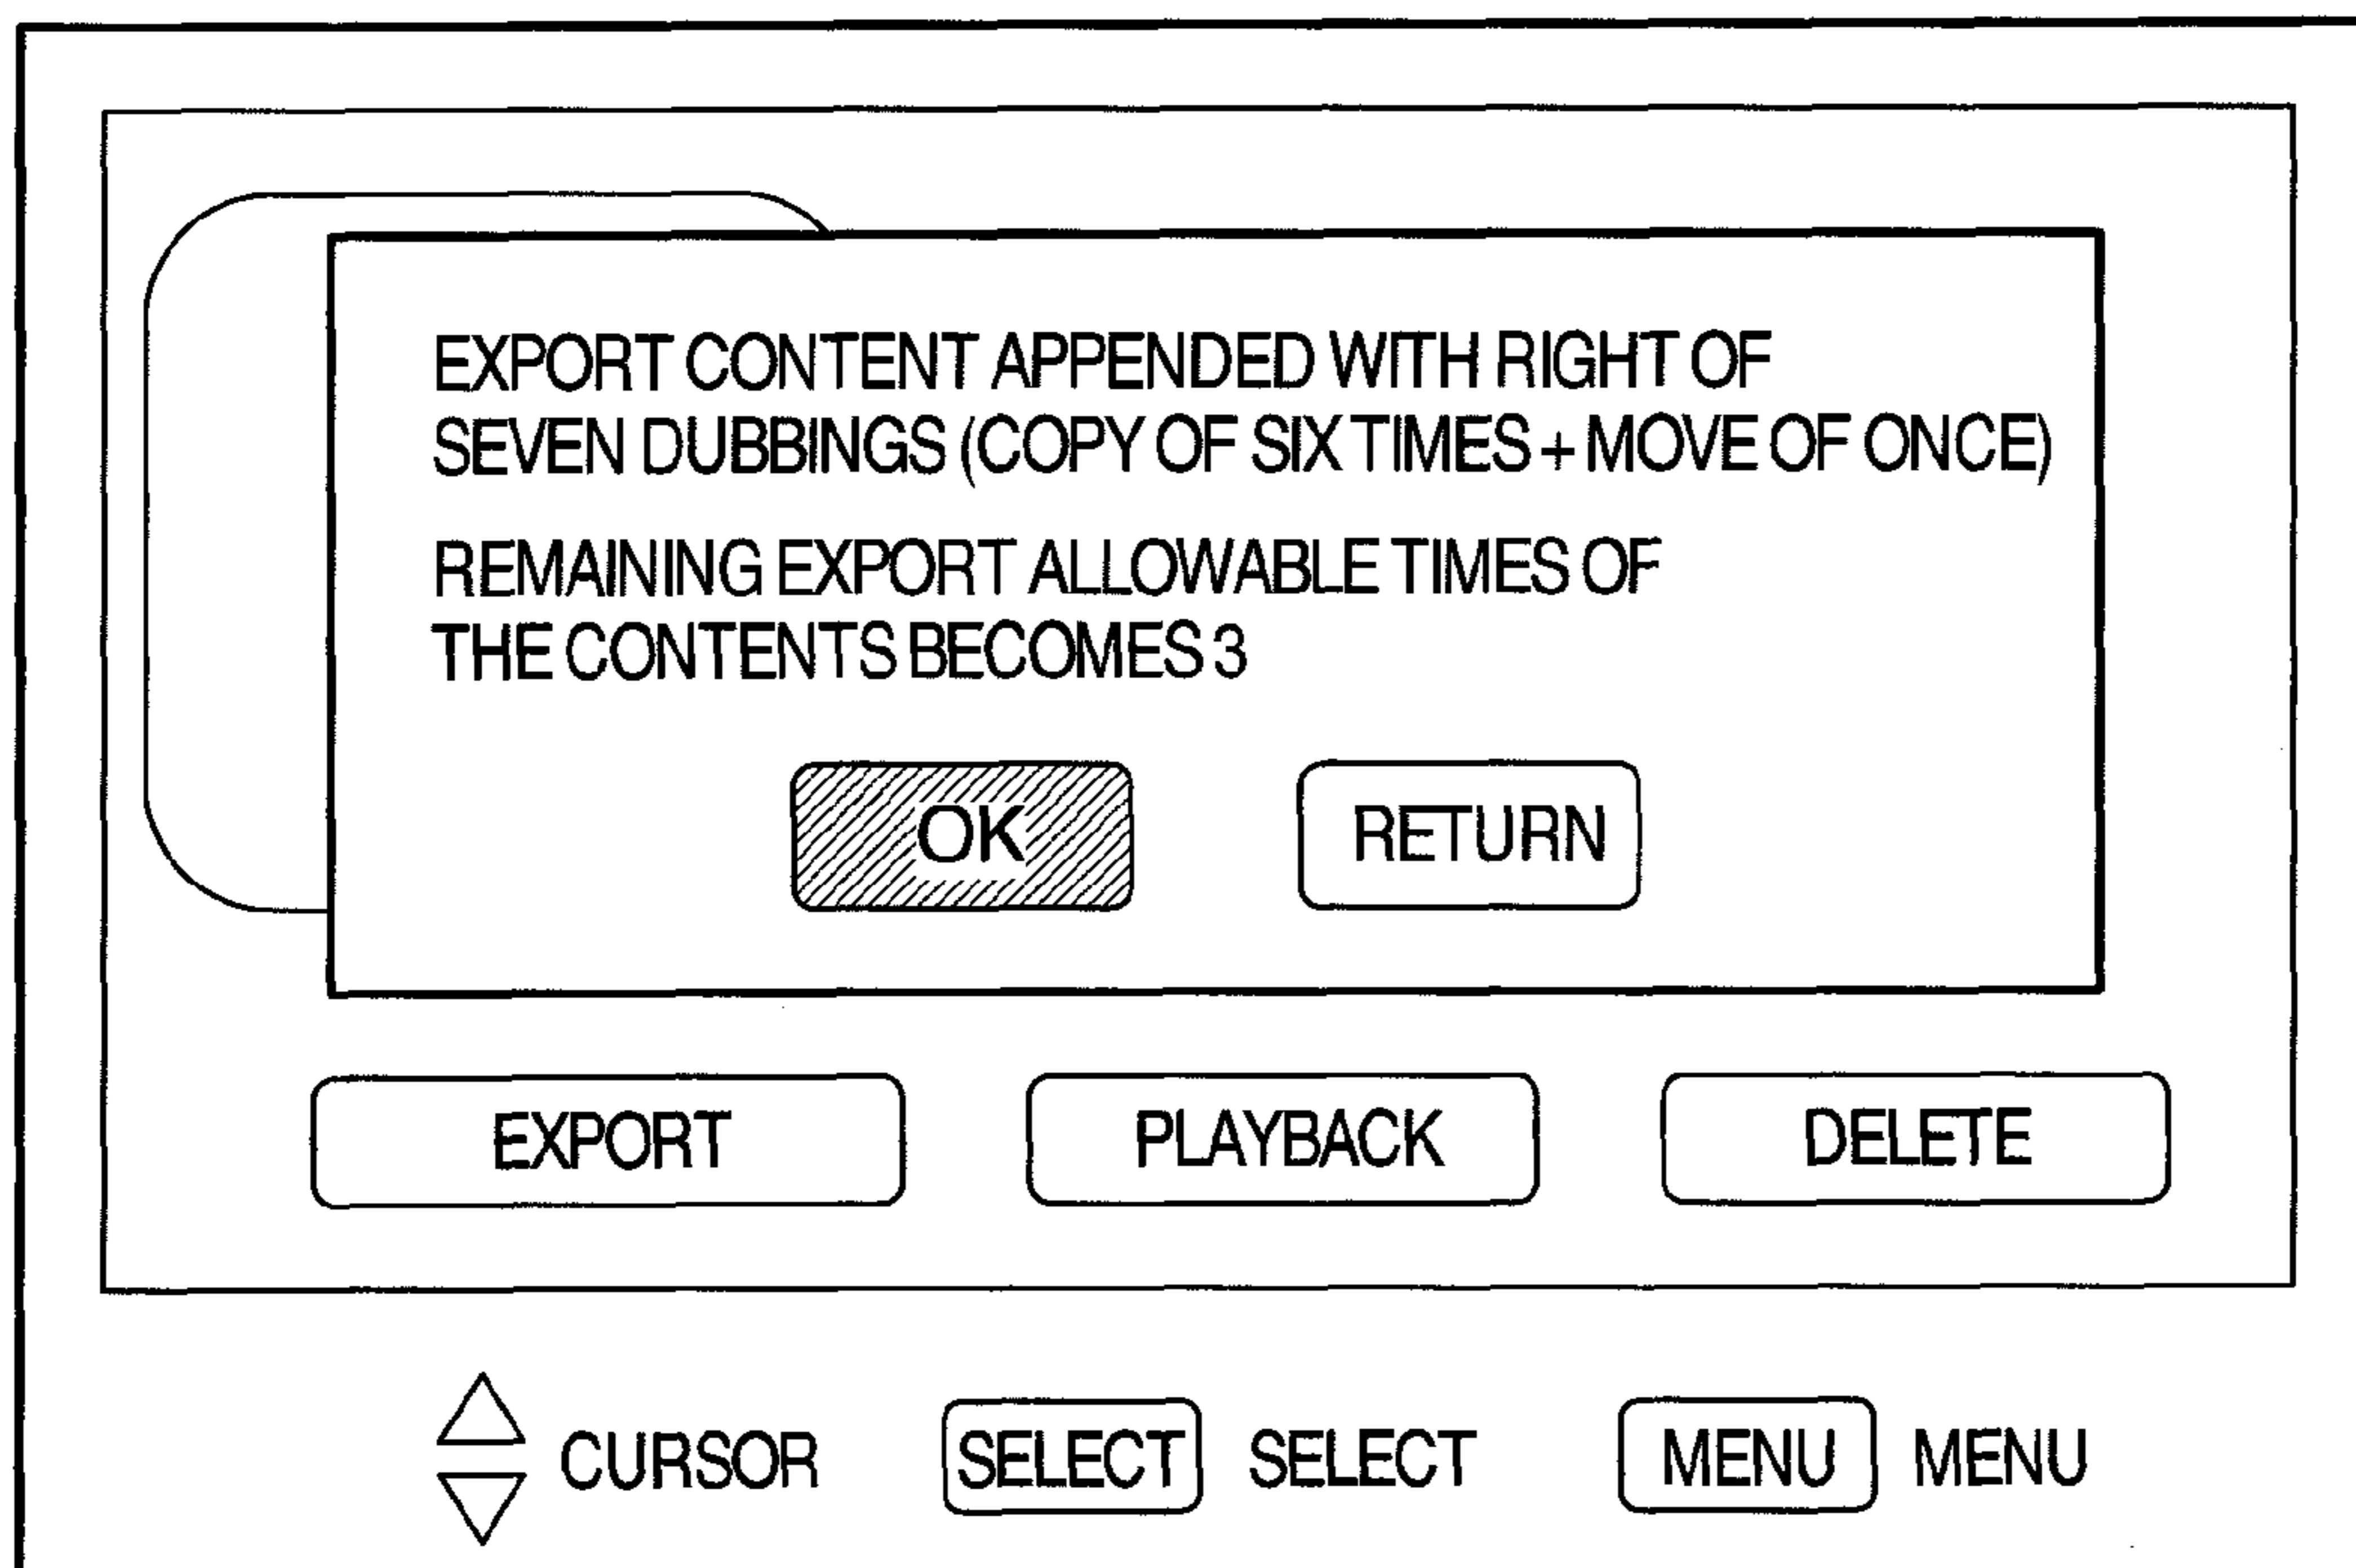 EXPORT CONTENT APPENDED WITH RIGHT OF
SEVEN DUBBINGS (COPY OF SIX TIMES + MOVE OF ONCE)
REMAINING EXPORT ALLOWABLE TIMES OF
THE CONTENTS BECOMES 3
OK RETURN
EXPORT PLAYBACK DELETE
CURSOR SELECT SELECT MENU MENU